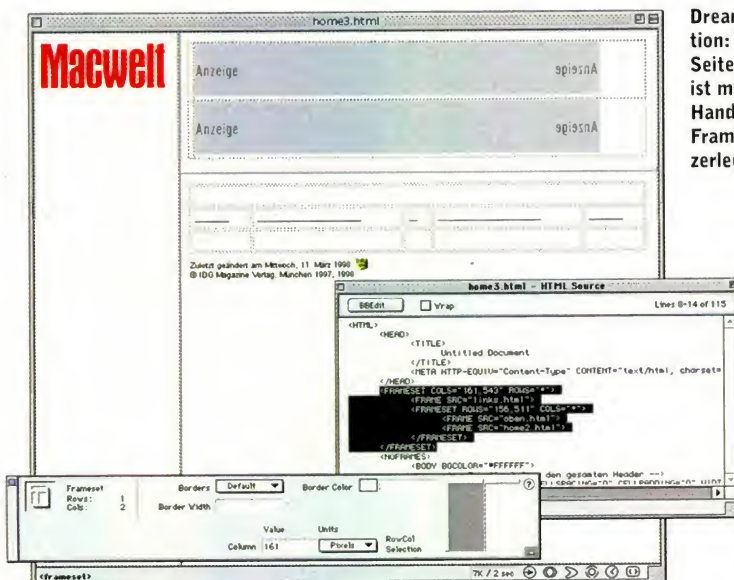 home3.html
Macwelt
Anzeige Anzeige
Anzeige Anzeige
Zuletzt geändert am Mittwoch, 11. März 1998
© IDG Magazine Verlag, München 1997, 1998
home3.html - HTML Source
BBEdit Wrap Lines 8-14 of 115
<HTML>
<HEAD>
<TITLE>
Untitled Document
</TITLE>
<META HTTP-EQUIV="Content-Type" CONTENT="text/html, charset=
</HEAD>
<FRAMESET COLS="161,543" ROWS="*">
<FRAME SRC="links.html">
<FRAMESET ROWS="156,511" COLS="*">
<FRAME SRC="oben.html">
<FRAME SRC="home2.html">
</FRAMESET>
</FRAMESET>
<NOFRAMES>
<BODY BGCOLOR="#FFFFFF">
den gesamten Header -->
Frameset
Rows: 1
Cols: 2
Borders Default Border Color
Border Width
Value Units
Column 161 Pixels RowCol
Selection
<frameset>
7K / 2 sec
Drea
tion:
Seite
ist m
Hand
Fram
zerle